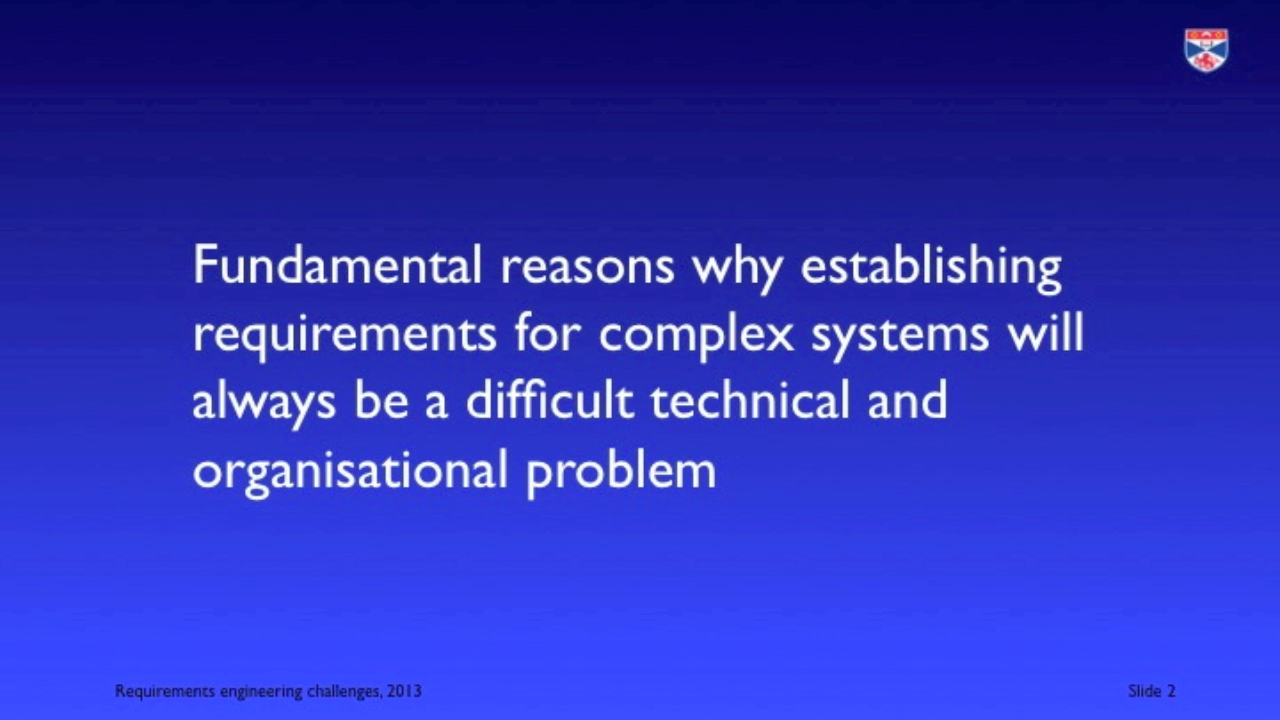 Fundamental reasons why establishing
requirements for complex systems will
always be a difficult technical and
organisational problem
Requirements engineering challenges, 2013
Slide 2